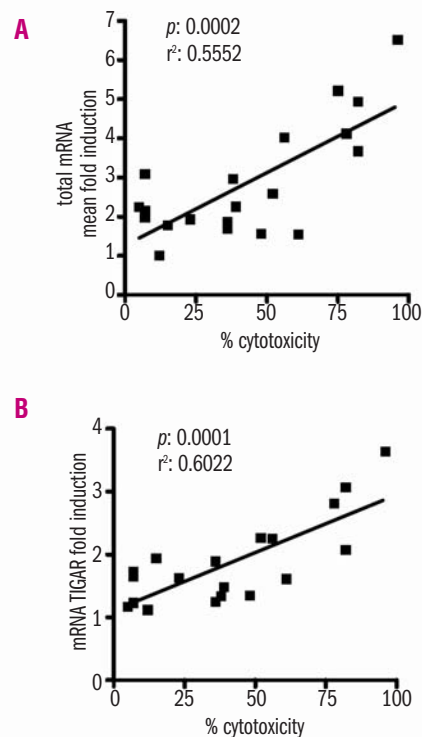 A
p: 0.0002
r²: 0.5552
total mRNA
mean fold induction
7
6
5
4
3
2
1
0
0 25 50 75 100
% cytotoxicity
B
p: 0.0001
r²: 0.6022
mRNA TIGAR fold induction
4
3
2
1
0
0 25 50 75 100
% cytotoxicity